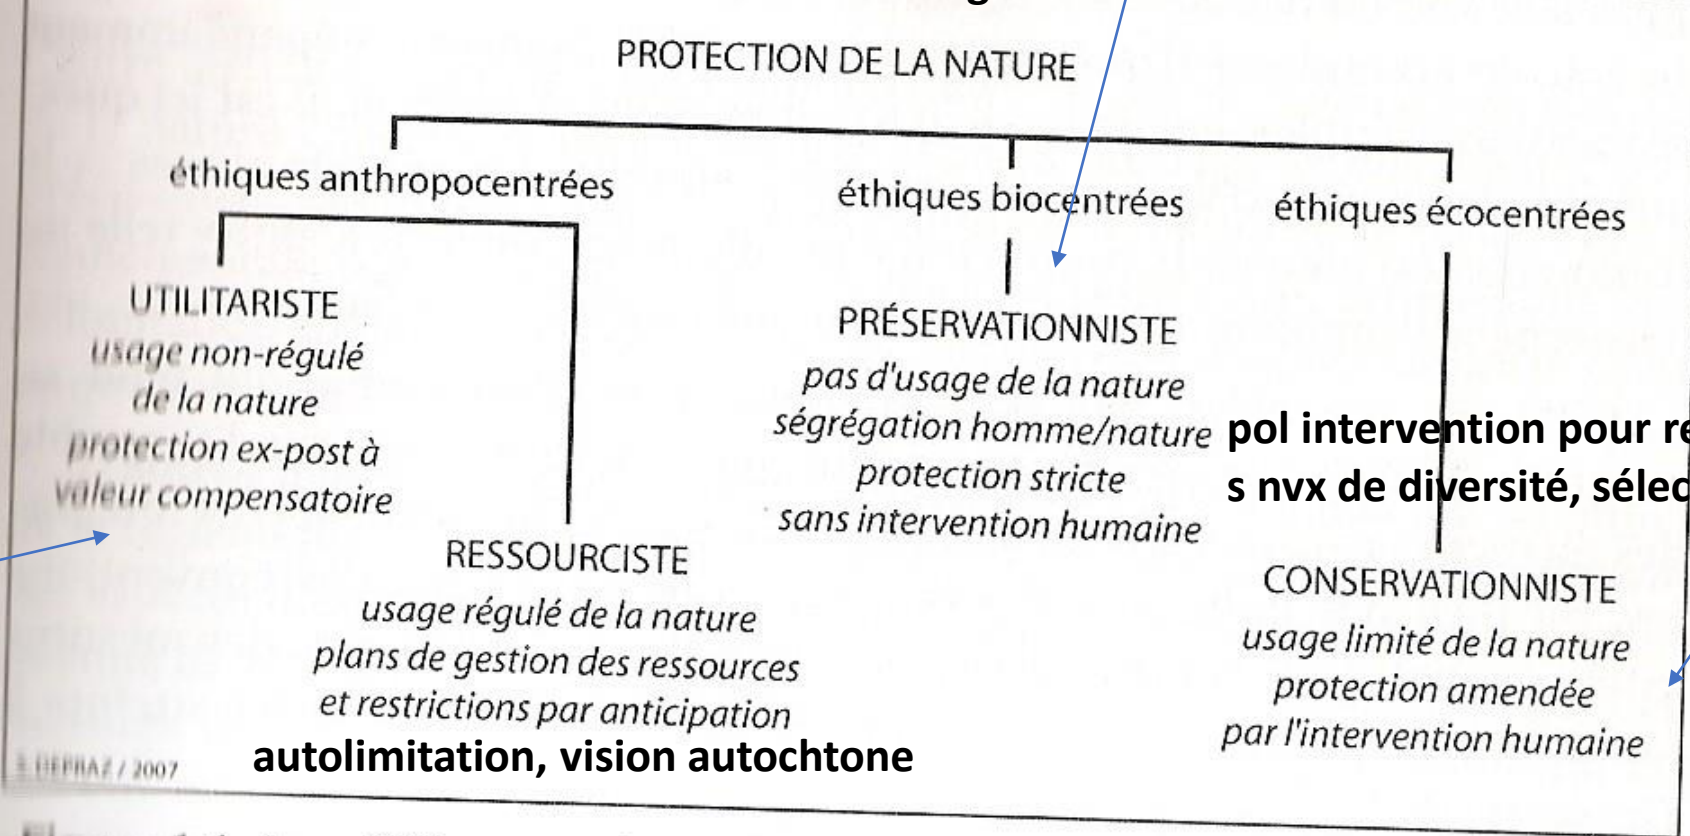 PROTECTION DE LA NATURE
éthiques anthropocentrées
éthiques biocentrées
éthiques écocentrées
UTILITARISTE
usage non-régulé
de la nature
protection ex-post à
valeur compensatoire
RESSOURCISTE
usage régulé de la nature
plans de gestion des ressources
et restrictions par anticipation
autolimitation, vision autochtone
PRÉSERVATIONNISTE
pas d'usage de la nature
ségrégation homme/nature
protection stricte
sans intervention humaine
pol intervention pour re
s nvx de diversité, sélec
CONSERVATIONNISTE
usage limité de la nature
protection amendée
par l'intervention humaine
DEPRAZ / 2007